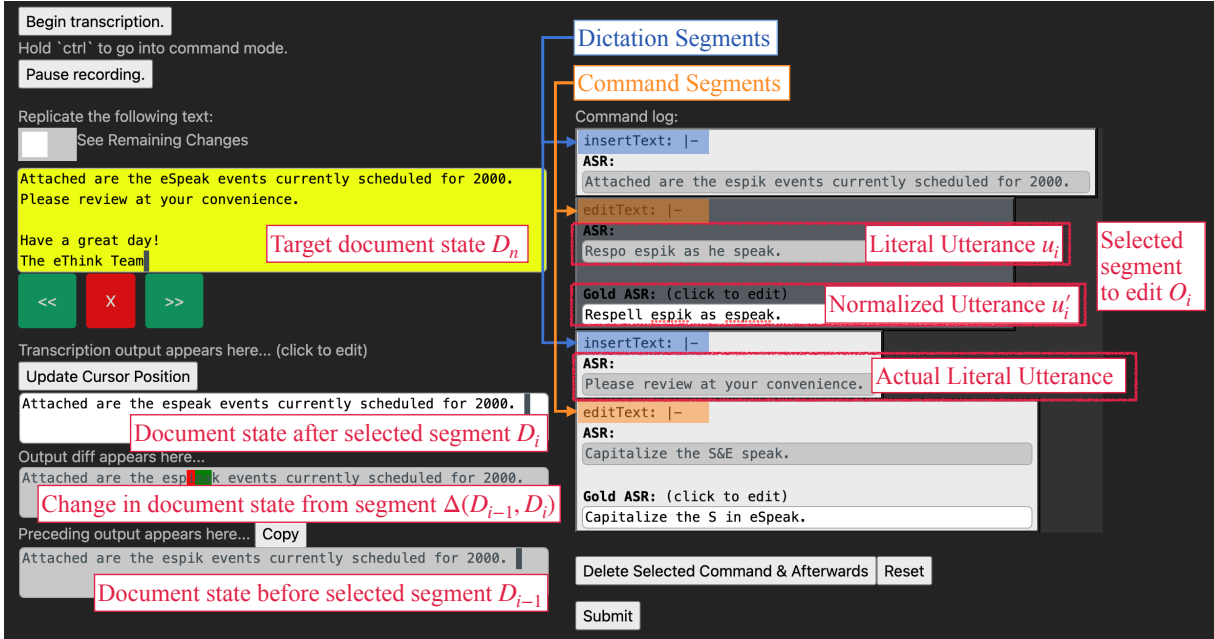 Begin transcription.
Hold `ctrl` to go into command mode.
Pause recording.
Replicate the following text:
See Remaining Changes
Attached are the eSpeak events currently scheduled for 2000.
Please review at your convenience.
Have a great day!
The eThink Team
Target document state Dn
<<
X
>>
Transcription output appears here... (click to edit)
Update Cursor Position
Attached are the espeak events currently scheduled for 2000.
Document state after selected segment Di
Output diff appears here...
Attached are the esp k events currently scheduled for 2000.
Change in document state from segment Δ(Di−1, Di)
Preceding output appears here...
Copy
Attached are the espik events currently scheduled for 2000.
Document state before selected segment Di−1
Dictation Segments
Command Segments
Command log:
insertText: |-
ASR:
Attached are the espik events currently scheduled for 2000.
editText: |-
ASR:
Respo espik as he speak.
Literal Utterance ui
Gold ASR: (click to edit)
Respell espik as espeak.
Normalized Utterance u′i
Selected
segment
to edit Oi
insertText: |-
ASR:
Please review at your convenience.
Actual Literal Utterance
editText: |-
ASR:
Capitalize the S&E speak.
Gold ASR: (click to edit)
Capitalize the S in eSpeak.
Delete Selected Command & Afterwards
Reset
Submit